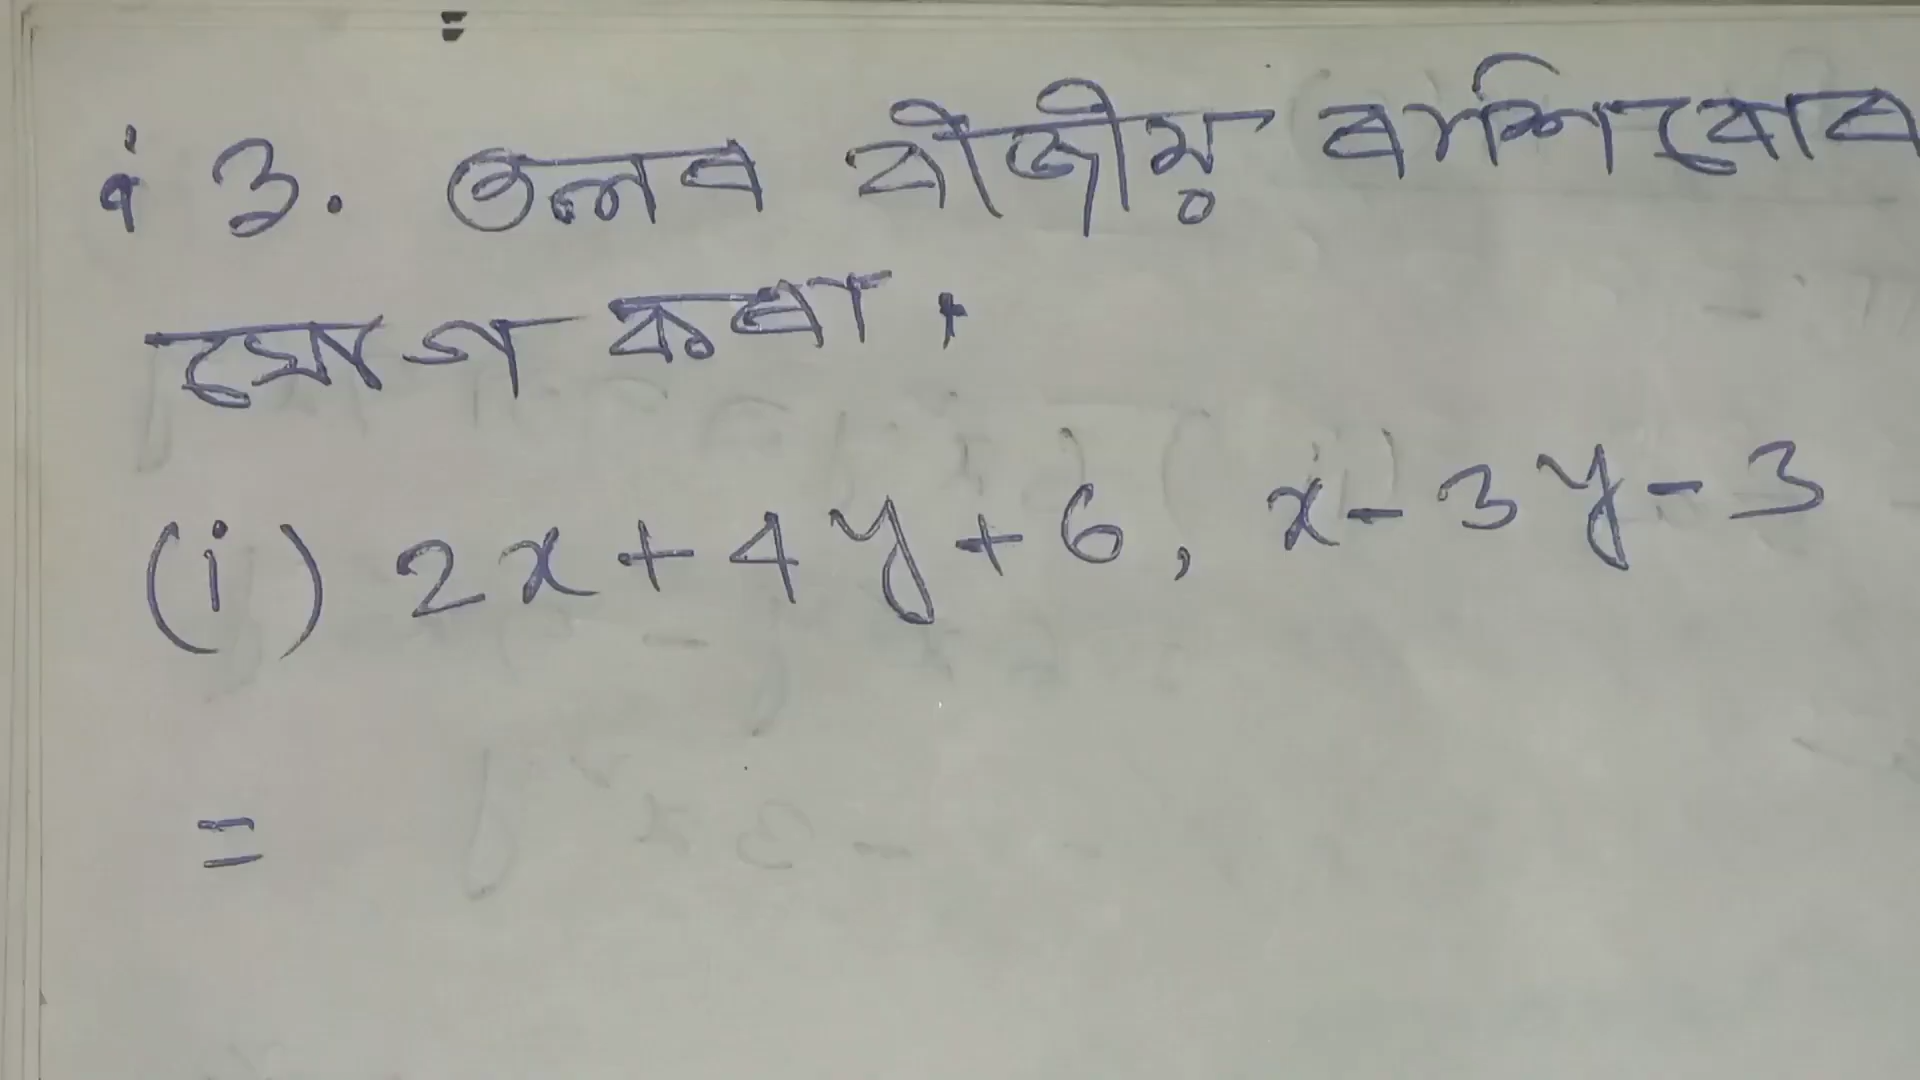 3. তলৰ বীজীয় ৰাশিবোৰ
যোগ কৰা.
(i) 2x + 4y + 6, x - 3y - 3
=